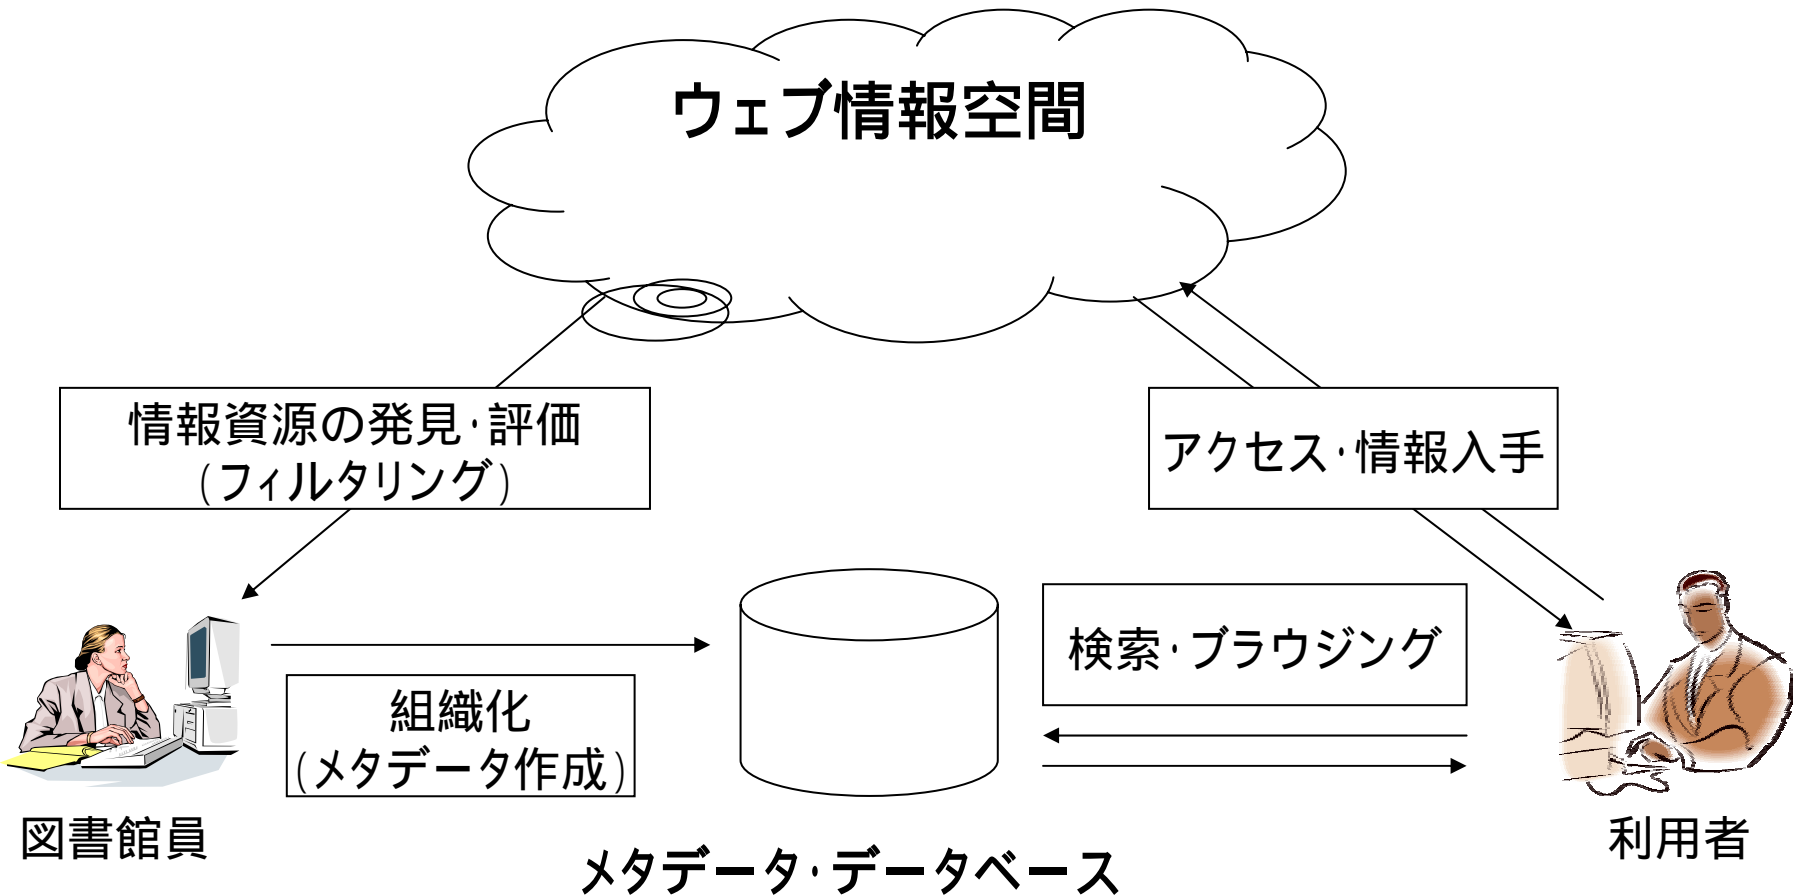 ウェブ情報空間
情報資源の発見・評価
(フィルタリング)
アクセス・情報入手
検索・ブラウジング
組織化
(メタデータ作成)
図書館員
利用者
メタデータ・データベース